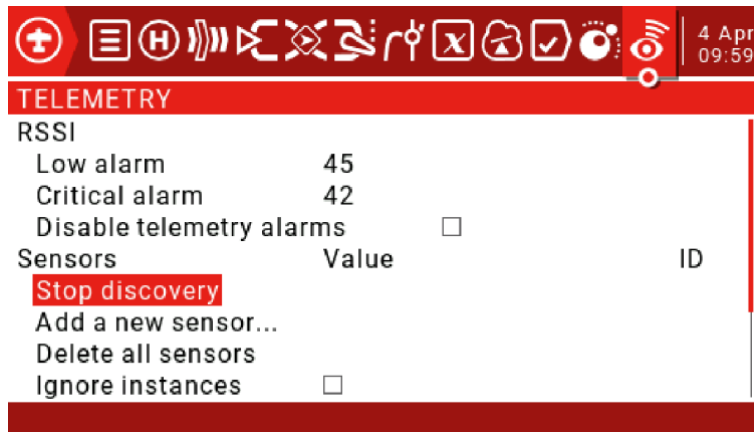 H
x
4 Apr
09:59
TELEMETRY
RSSI
Low alarm 45
Critical alarm 42
Disable telemetry alarms
Sensors Value ID
Stop discovery
Add a new sensor...
Delete all sensors
Ignore instances